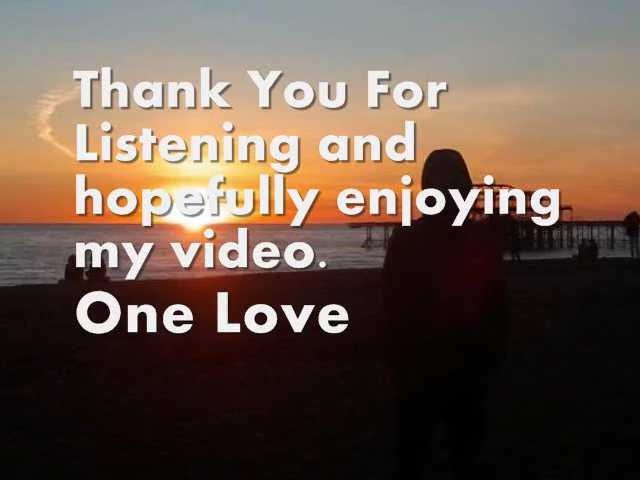 Thank You For
Listening and
hopefully enjoying
my video.
One Love